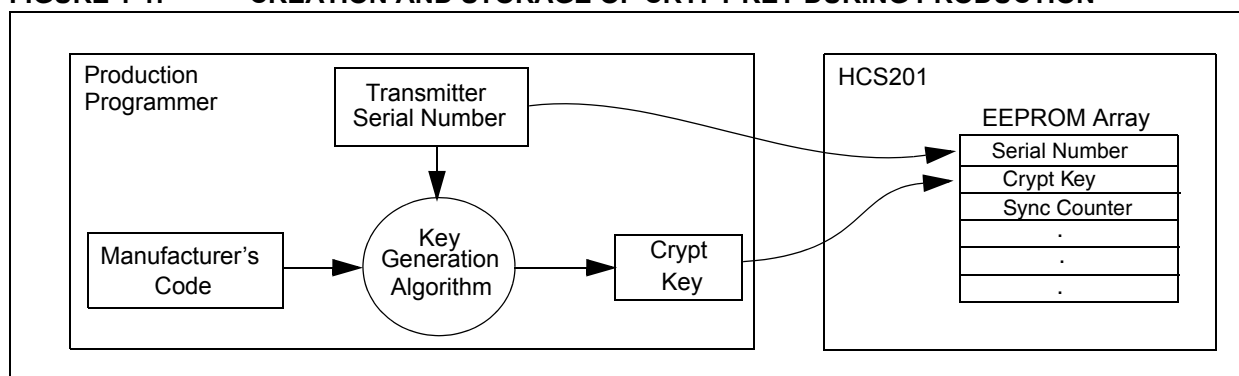 Production
Programmer
Transmitter
Serial Number
Manufacturer's
Code
Key
Generation
Algorithm
Crypt
Key
HCS201
EEPROM Array
Serial Number
Crypt Key
Sync Counter
.
.
.